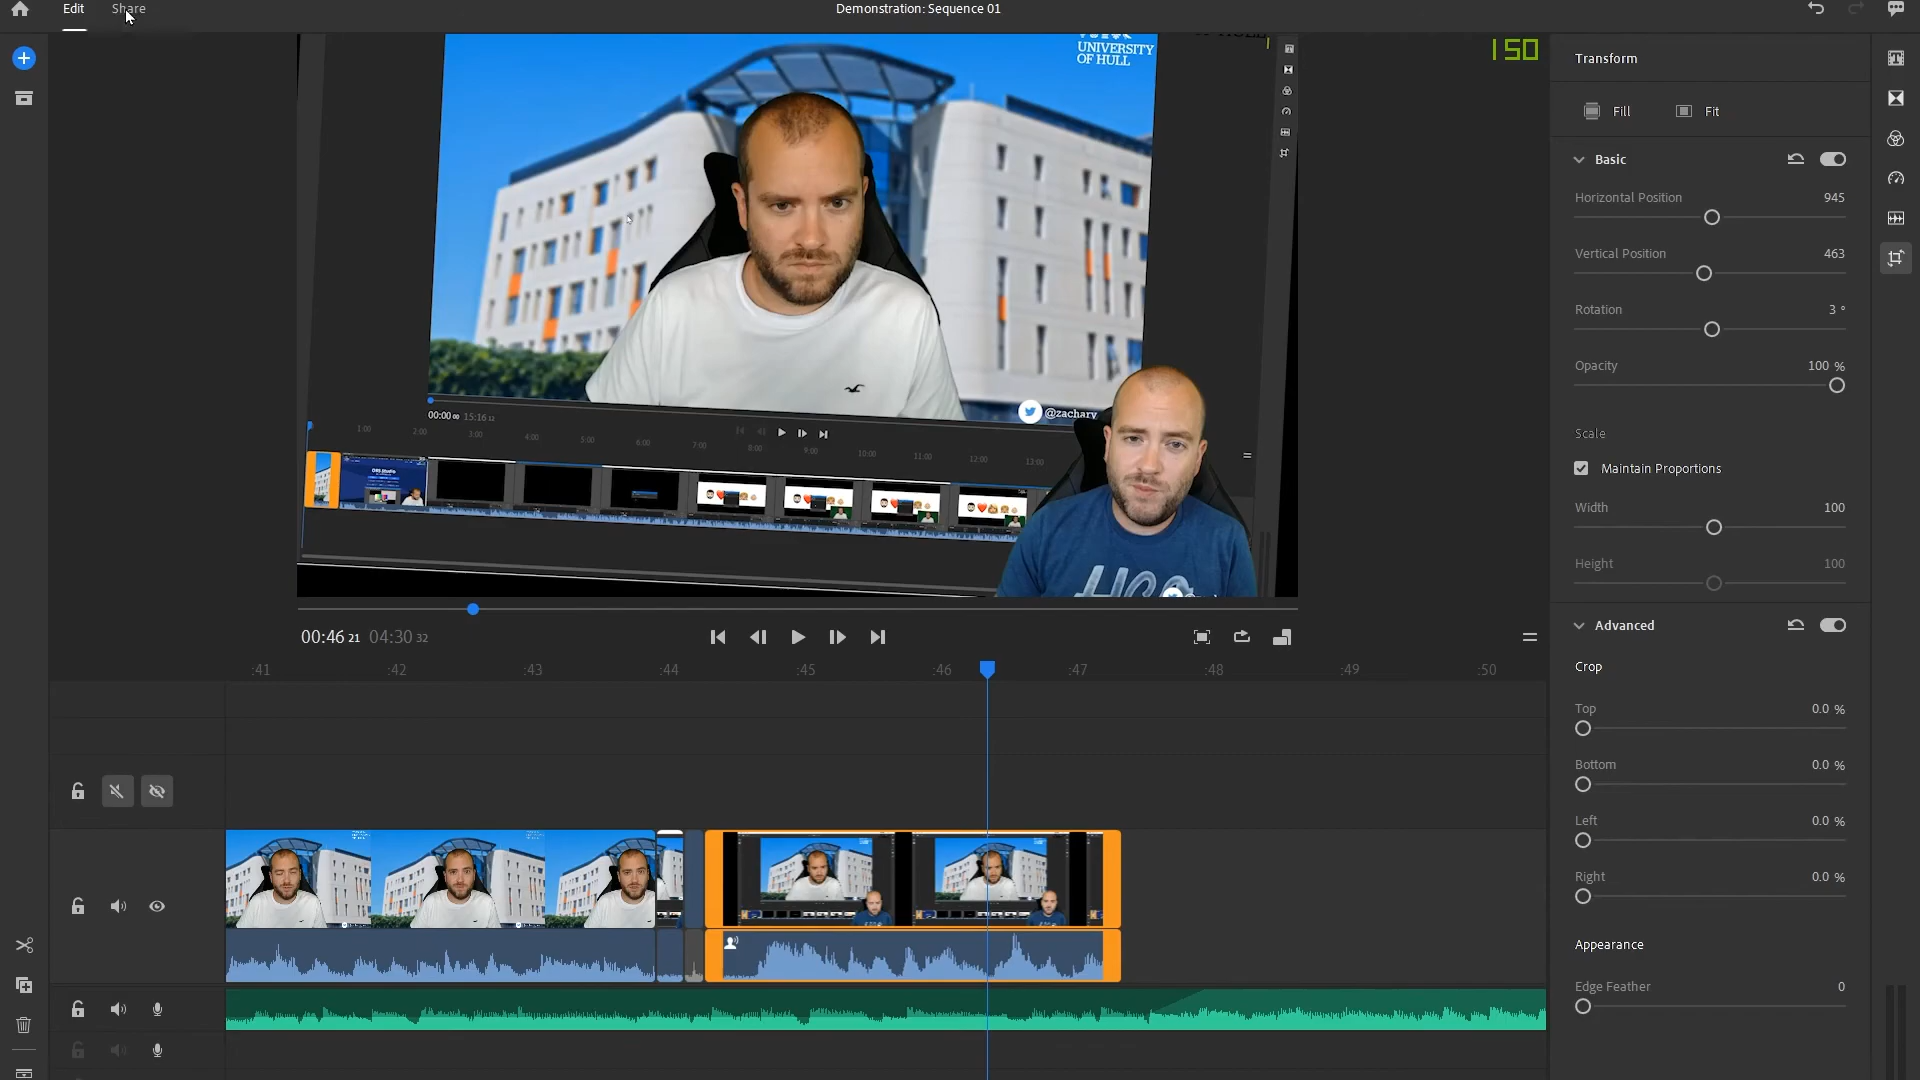 Edit Share Demonstration: Sequence 01
UNIVERSITY
OF HULL
150
Transform
Fill Fit
Basic
Horizontal Position 945
Vertical Position 463
Rotation 3 °
Opacity 100 %
Scale
Maintain Proportions
Width 100
Height 100
Advanced
Crop
Top 0.0 %
Bottom 0.0 %
Left 0.0 %
Right 0.0 %
Appearance
Edge Feather 0
@zachary
00:00 00 15:16
1:00 2:00 3:00 4:00 5:00 6:00 7:00 8:00 9:00 10:00 11:00 12:00 13:00
OBS Studio
HCO
00:46 21 04:30 32
:41 :42 :43 :44 :45 :46 :47 :48 :49 :50